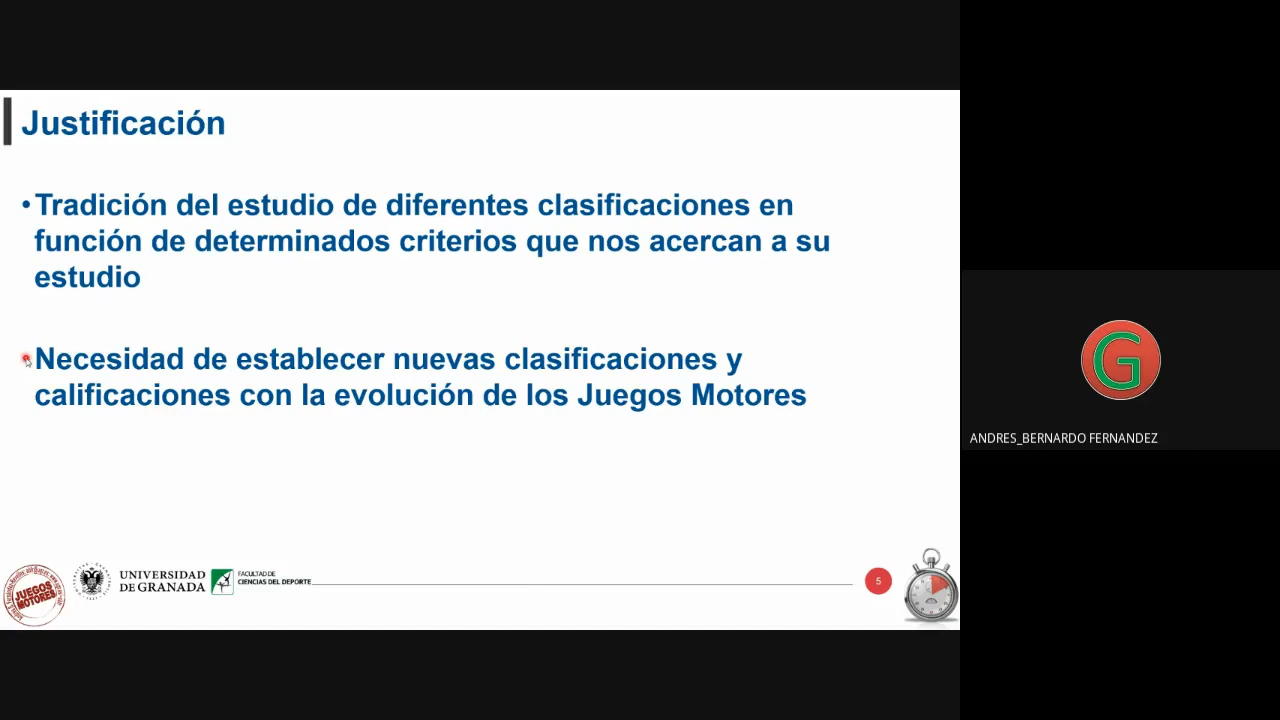 Justificación
• Tradición del estudio de diferentes clasificaciones en
función de determinados criterios que nos acercan a su
estudio
Necesidad de establecer nuevas clasificaciones y
calificaciones con la evolución de los Juegos Motores
G
ANDRES_BERNARDO FERNANDEZ
JUEGOS
MOTORES
UNIVERSIDAD
DE GRANADA
FACULTAD DE
CIENCIAS DEL DEPORTE
5